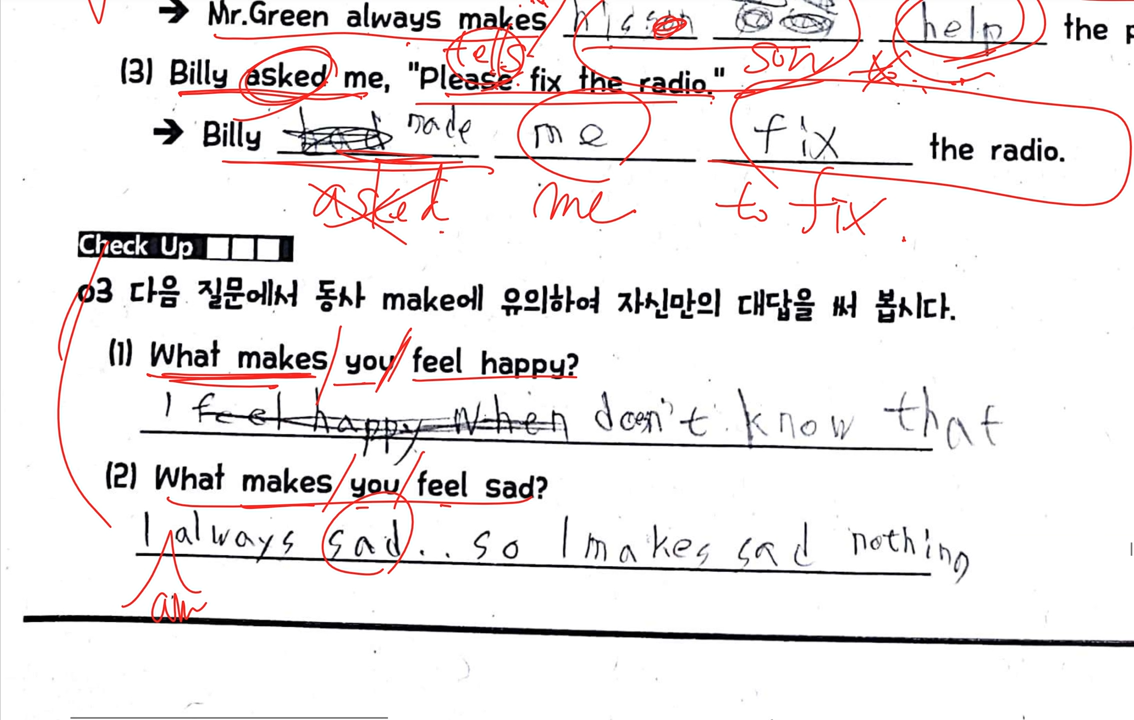 → Mr.Green always makes his son help the p
tells son to
(3) Billy asked me, "Please fix the radio."
→ Billy made me fix the radio.
asked me to fix.
Check Up
03 다음 질문에서 동사 make에 유의하여 자신만의 대답을 써 봅시다.
(1) What makes you feel happy?
I feel happy when don't know that
(2) What makes you feel sad?
I always sad.. so I makes sad nothing
am